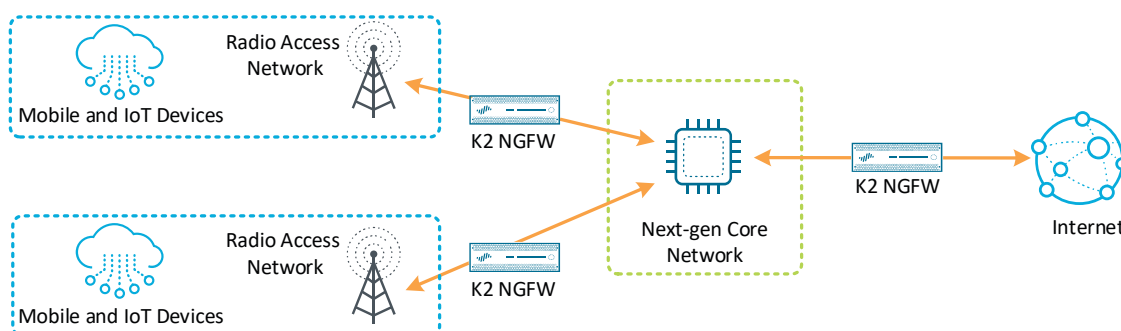 Radio Access
Network
Mobile and IoT Devices
K2 NGFW
K2 NGFW
Internet
Next-gen Core
Network
Radio Access
Network
K2 NGFW
Mobile and IoT Devices